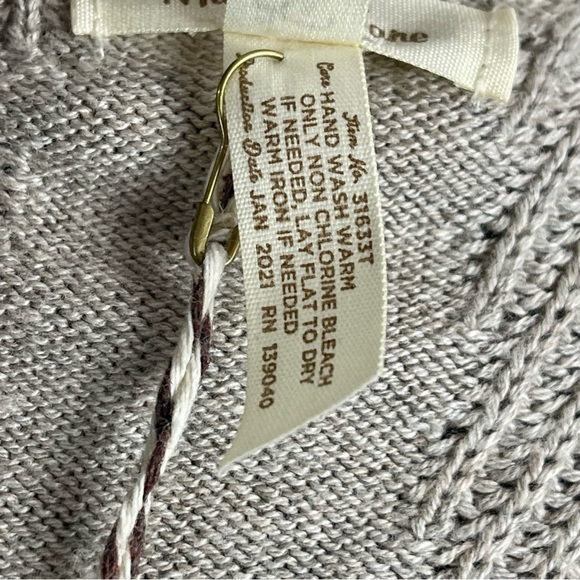 one
Item No. 31633T
Care HAND WASH WARM
ONLY NON CHLORINE BLEACH
IF NEEDED, LAY FLAT TO DRY
WARM IRON IF NEEDED
Production Date JAN 2021 RN 139040